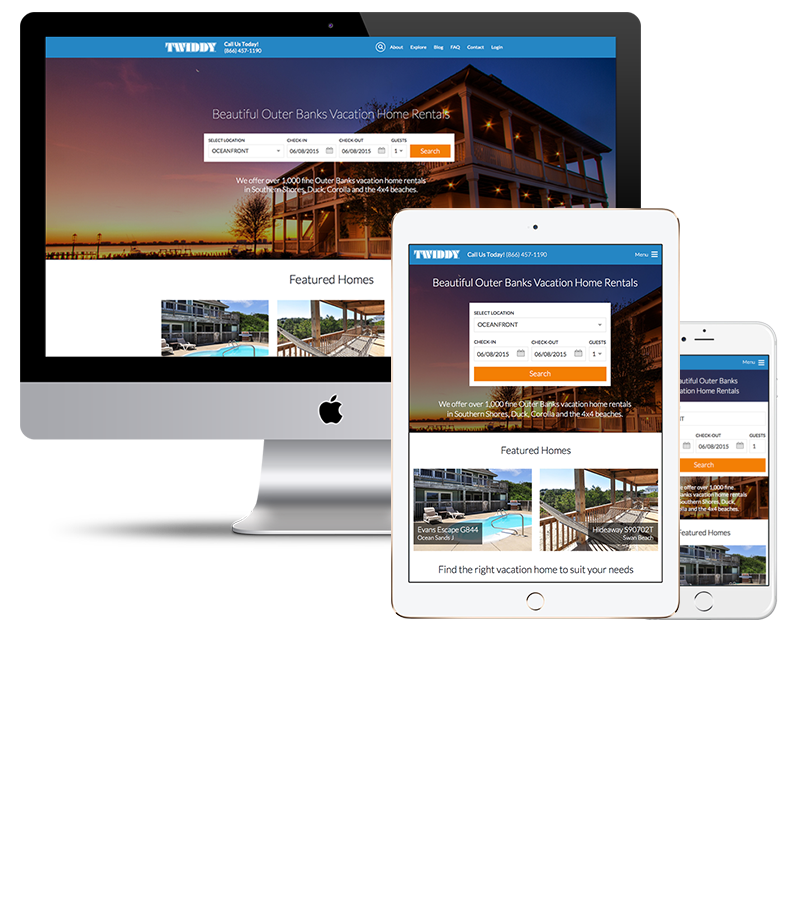 TWIDDY
Call Us Today!
(866) 457-1190
About Explore Blog FAQ Contact Login
Beautiful Outer Banks Vacation Home Rentals
SELECT LOCATION CHECK-IN CHECK-OUT GUESTS
OCEANFRONT 06/08/2015 06/08/2015 1 Search
We offer over 1,000 fine Outer Banks vacation home rentals
in Southern Shores, Duck, Corolla and the 4x4 beaches.
Featured Homes
TWIDDY Call Us Today! (866) 457-1190 Menu
Beautiful Outer Banks Vacation Home Rentals
SELECT LOCATION
OCEANFRONT
CHECK-IN CHECK-OUT GUESTS
06/08/2015 06/08/2015 1
Search
We offer over 1,000 fine Outer Banks vacation home rentals
in Southern Shores, Duck, Corolla and the 4x4 beaches.
Featured Homes
Evans Escape G844
Ocean Sands J
Hideaway S90702T
Swan Beach
Find the right vacation home to suit your needs
Menu
Outer Banks
Home Rentals
CHECK-OUT GUESTS
06/08/2015 1
Search
offer over 1,000 fine
vacation home rentals
Shores, Duck,
4x4 beaches.
Featured Homes